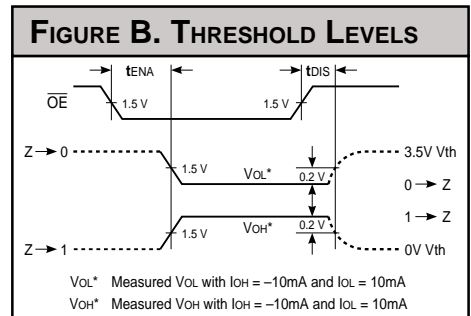 FIGURE B. THRESHOLD LEVELS
tENA tDIS
OE 1.5 V 1.5 V
Z 0 1.5 V VOL* 0.2 V 3.5V Vth
0 Z
1 Z
Z 1 1.5 V VOH* 0.2 V 0V Vth
VOL* Measured VOL with IOH = –10mA and IOL = 10mA
VOH* Measured VOH with IOH = –10mA and IOL = 10mA